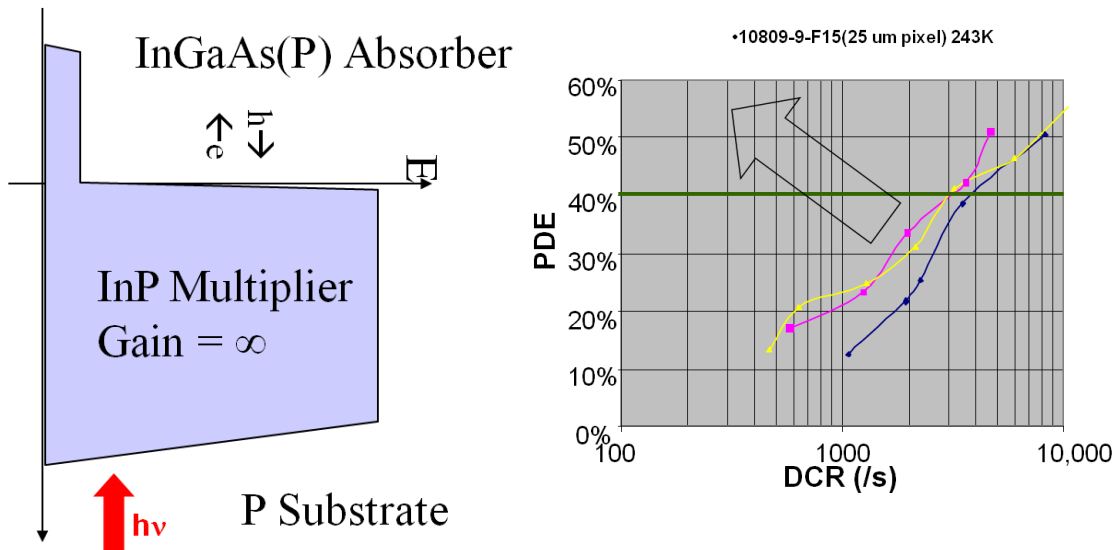 InGaAs(P) Absorber
h→
←e
E
InP Multiplier
Gain = ∞
P Substrate
hν
•10809-9-F15(25 um pixel) 243K
60%
50%
40%
30%
20%
10%
0%
PDE
100
1000
10,000
DCR (/s)